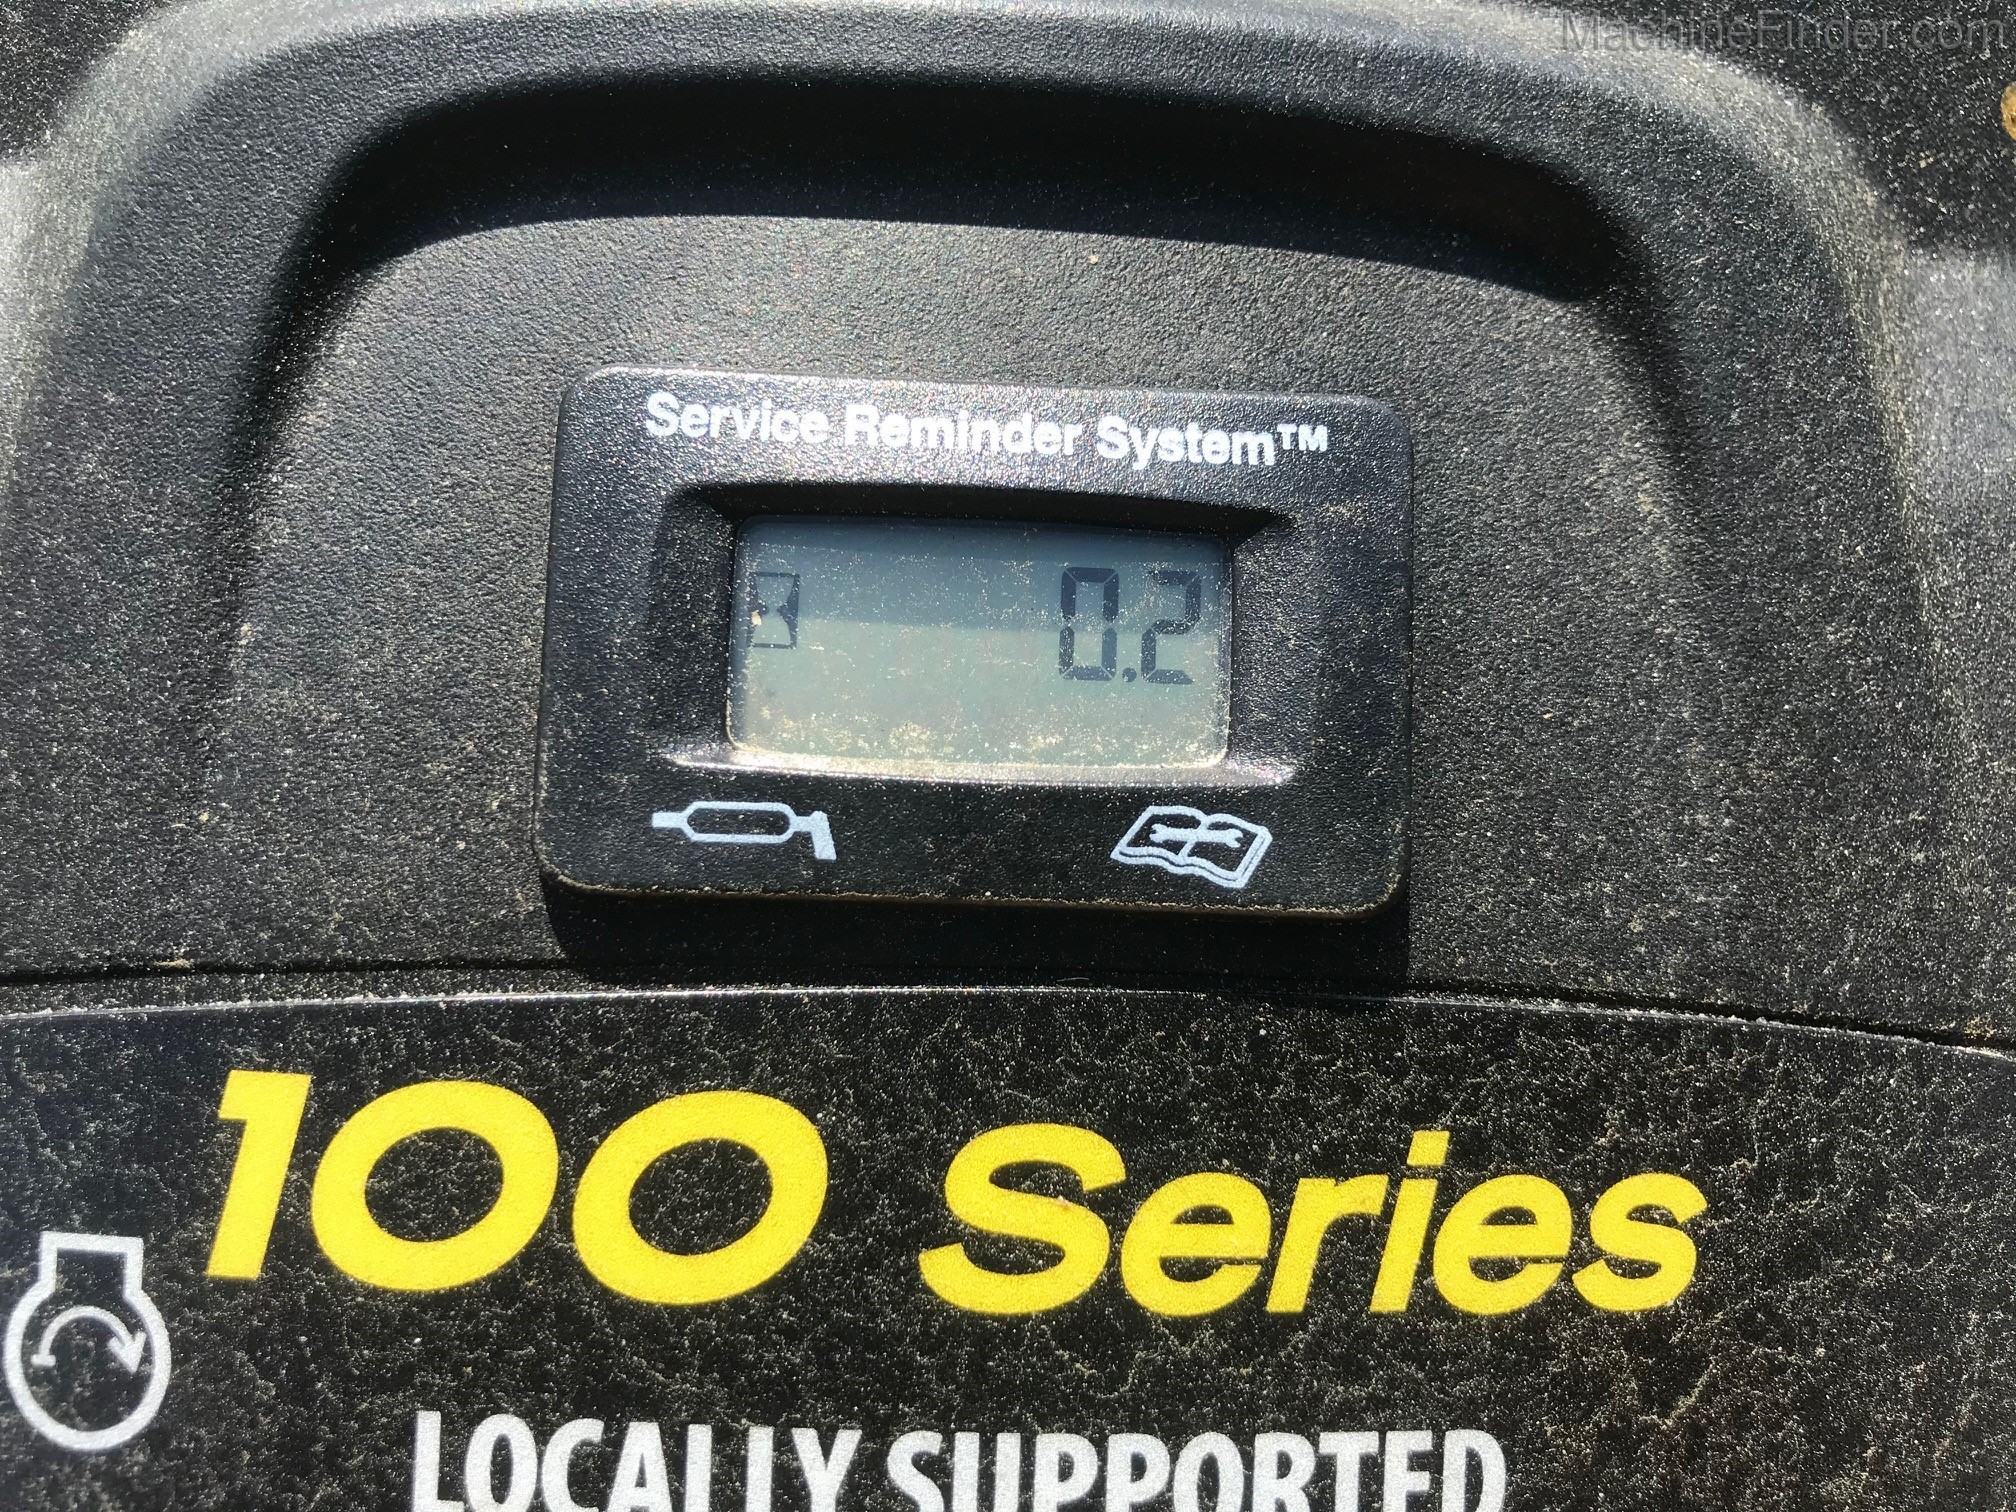 MachineFinder.com
Service Reminder System™
0.2
100 Series
LOCALLY SUPPORTED